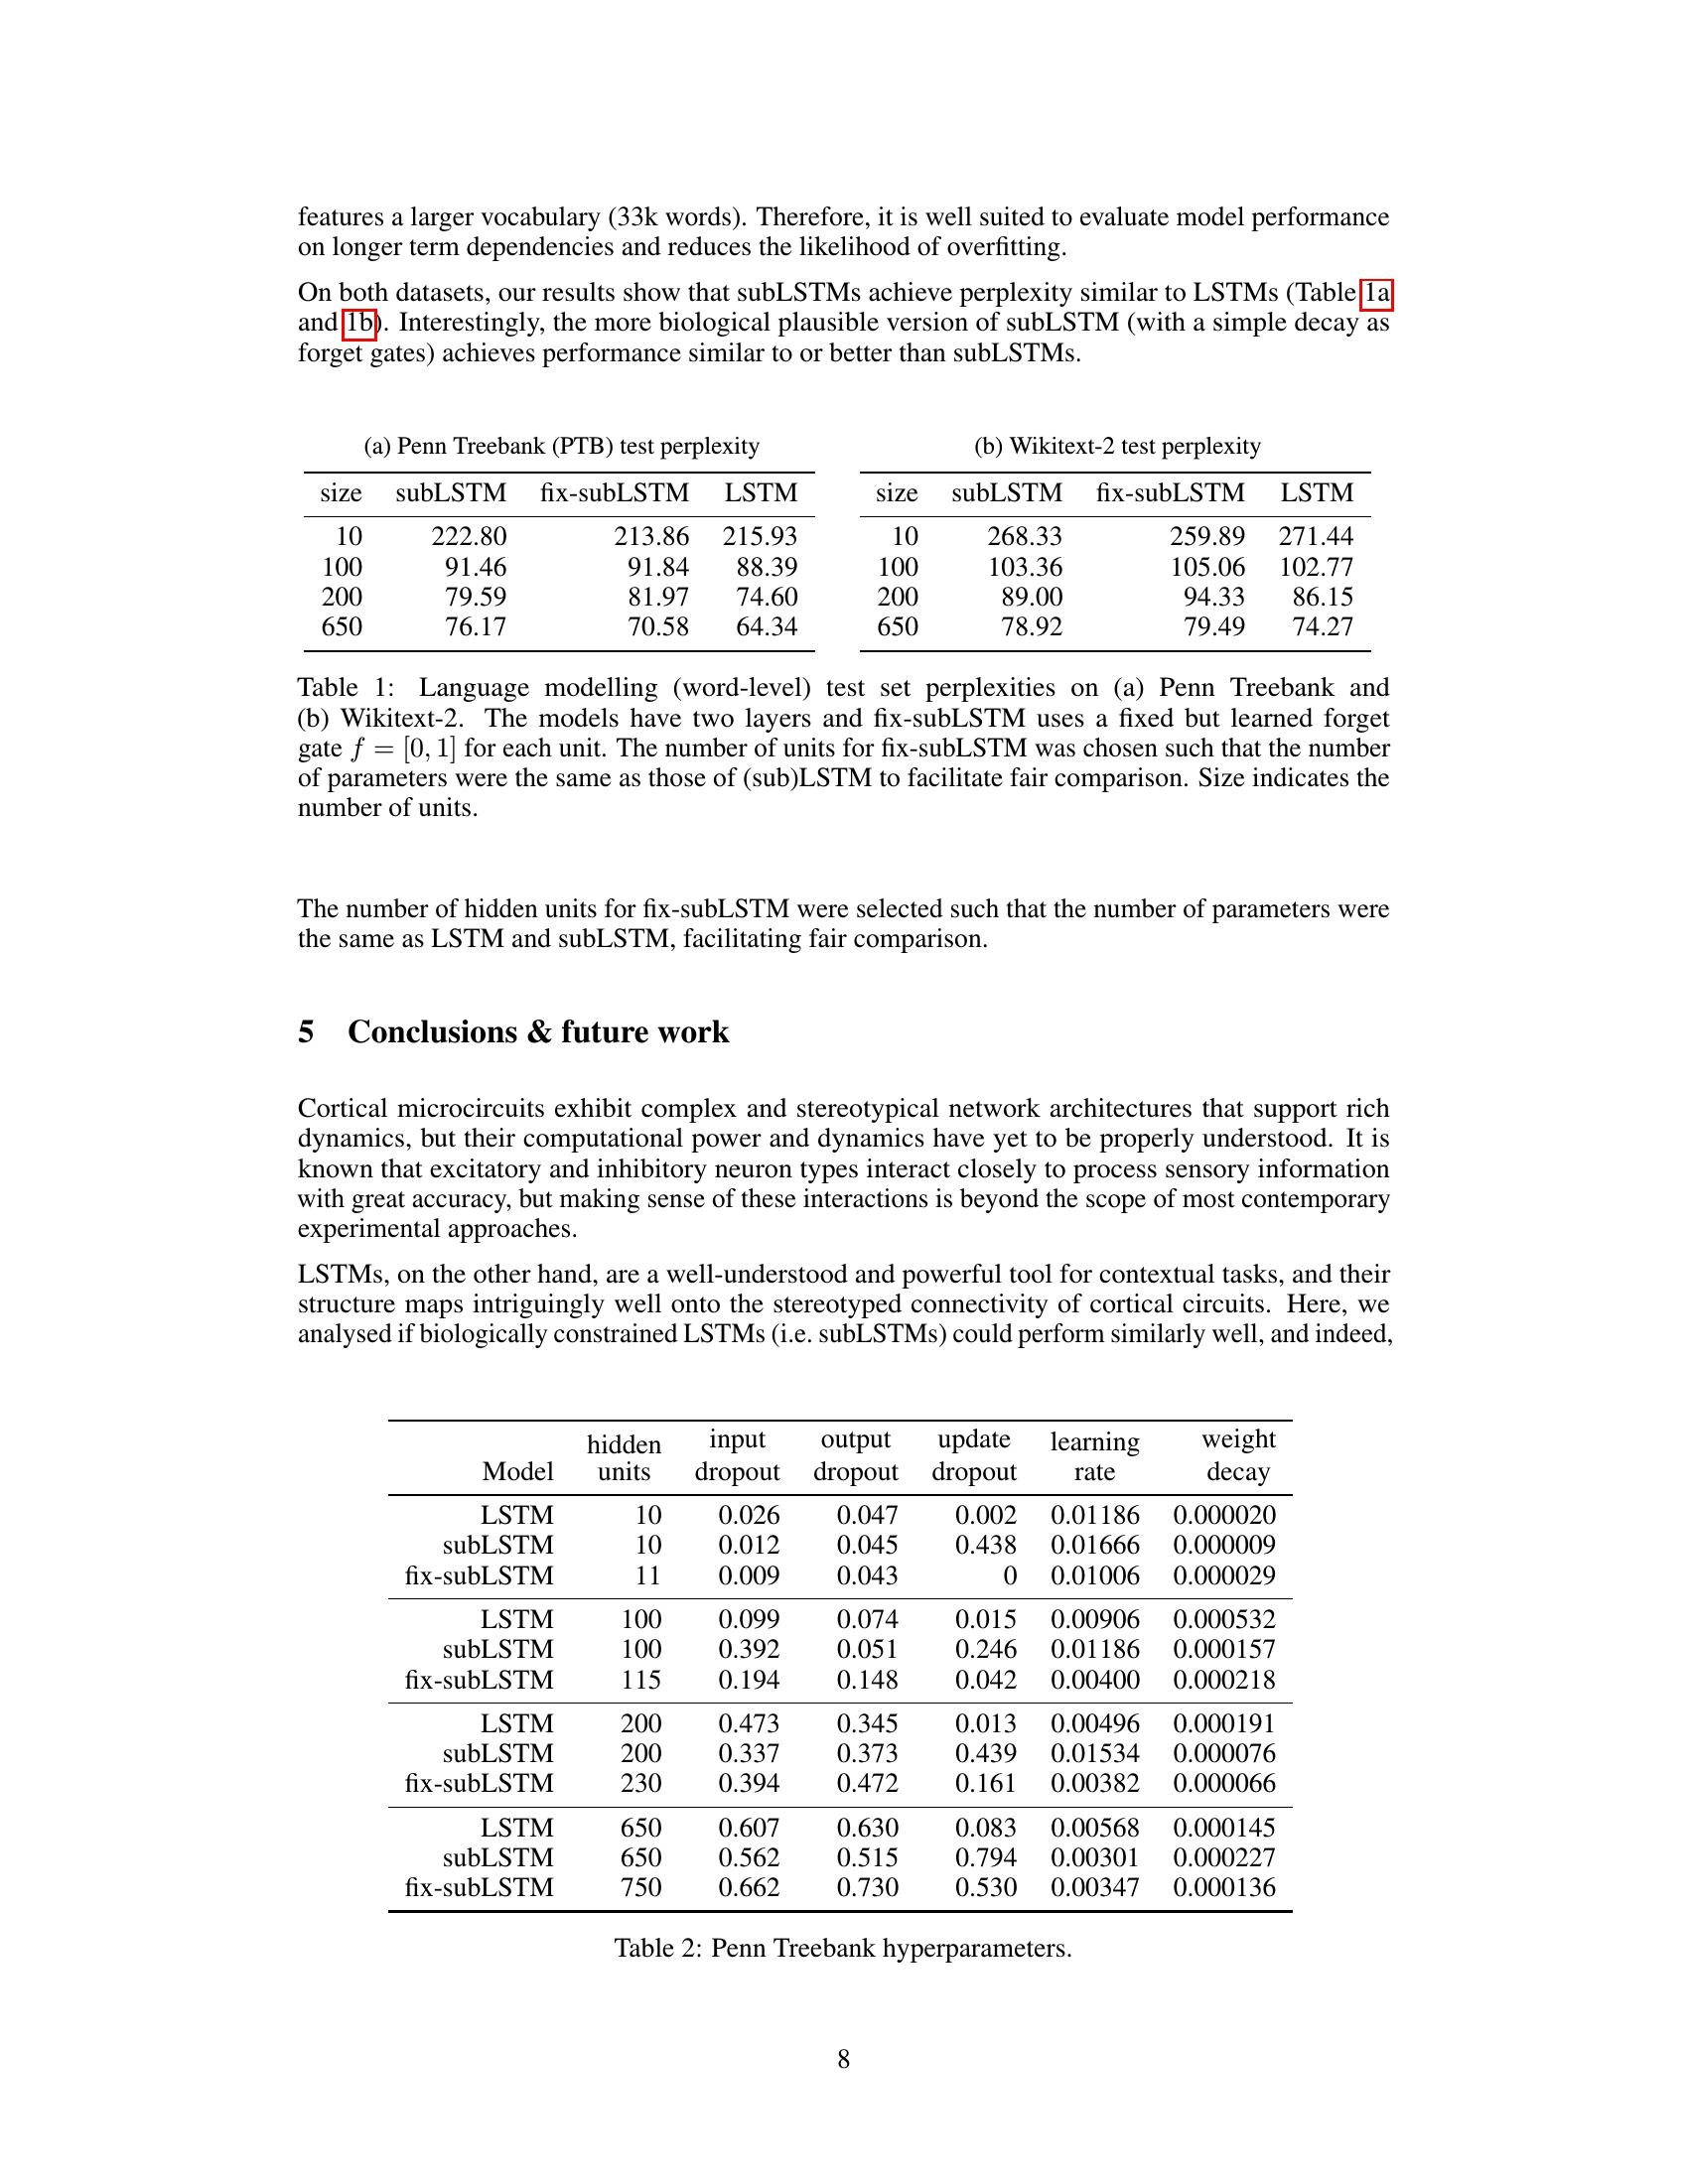 features a larger vocabulary (33k words). Therefore, it is well suited to evaluate model performance
on longer term dependencies and reduces the likelihood of overfitting.
On both datasets, our results show that subLSTMs achieve perplexity similar to LSTMs (Table 1a
and 1b). Interestingly, the more biological plausible version of subLSTM (with a simple decay as
forget gates) achieves performance similar to or better than subLSTMs.
(a) Penn Treebank (PTB) test perplexity
size subLSTM fix-subLSTM LSTM
10 222.80 213.86 215.93
100 91.46 91.84 88.39
200 79.59 81.97 74.60
650 76.17 70.58 64.34
(b) Wikitext-2 test perplexity
size subLSTM fix-subLSTM LSTM
10 268.33 259.89 271.44
100 103.36 105.06 102.77
200 89.00 94.33 86.15
650 78.92 79.49 74.27
Table 1: Language modelling (word-level) test set perplexities on (a) Penn Treebank and
(b) Wikitext-2. The models have two layers and fix-subLSTM uses a fixed but learned forget
gate f = [0, 1] for each unit. The number of units for fix-subLSTM was chosen such that the number
of parameters were the same as those of (sub)LSTM to facilitate fair comparison. Size indicates the
number of units.
The number of hidden units for fix-subLSTM were selected such that the number of parameters were
the same as LSTM and subLSTM, facilitating fair comparison.
5 Conclusions & future work
Cortical microcircuits exhibit complex and stereotypical network architectures that support rich
dynamics, but their computational power and dynamics have yet to be properly understood. It is
known that excitatory and inhibitory neuron types interact closely to process sensory information
with great accuracy, but making sense of these interactions is beyond the scope of most contemporary
experimental approaches.
LSTMs, on the other hand, are a well-understood and powerful tool for contextual tasks, and their
structure maps intriguingly well onto the stereotyped connectivity of cortical circuits. Here, we
analysed if biologically constrained LSTMs (i.e. subLSTMs) could perform similarly well, and indeed,
hidden input output update learning weight
Model units dropout dropout dropout rate decay
LSTM 10 0.026 0.047 0.002 0.01186 0.000020
subLSTM 10 0.012 0.045 0.438 0.01666 0.000009
fix-subLSTM 11 0.009 0.043 0 0.01006 0.000029
LSTM 100 0.099 0.074 0.015 0.00906 0.000532
subLSTM 100 0.392 0.051 0.246 0.01186 0.000157
fix-subLSTM 115 0.194 0.148 0.042 0.00400 0.000218
LSTM 200 0.473 0.345 0.013 0.00496 0.000191
subLSTM 200 0.337 0.373 0.439 0.01534 0.000076
fix-subLSTM 230 0.394 0.472 0.161 0.00382 0.000066
LSTM 650 0.607 0.630 0.083 0.00568 0.000145
subLSTM 650 0.562 0.515 0.794 0.00301 0.000227
fix-subLSTM 750 0.662 0.730 0.530 0.00347 0.000136
Table 2: Penn Treebank hyperparameters.
8